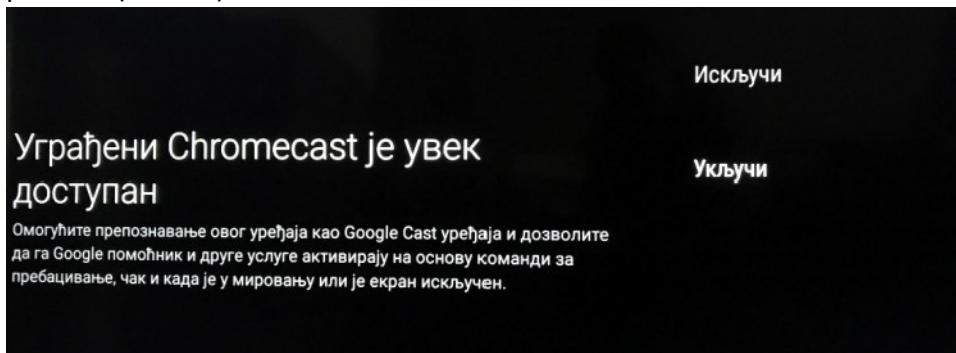 Искључи
Уграђени Chromecast је увек
доступан
Укључи
Омогућите препознавање овог уређаја као Google Cast уређаја и дозволите
да га Google помоћник и друге услуге активирају на основу команди за
пребацивање, чак и када је у мировању или је екран искључен.